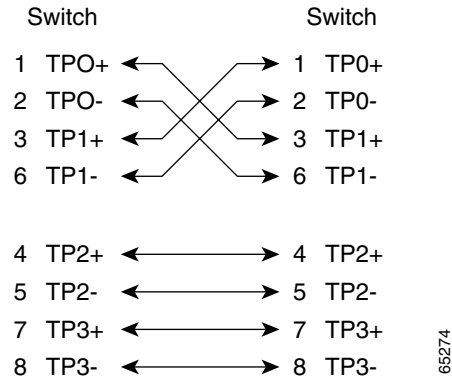 Switch Switch
1 TPO+ 1 TP0+
2 TPO- 2 TP0-
3 TP1+ 3 TP1+
6 TP1- 6 TP1-
4 TP2+ 4 TP2+
5 TP2- 5 TP2-
7 TP3+ 7 TP3+
8 TP3- 8 TP3-
65274